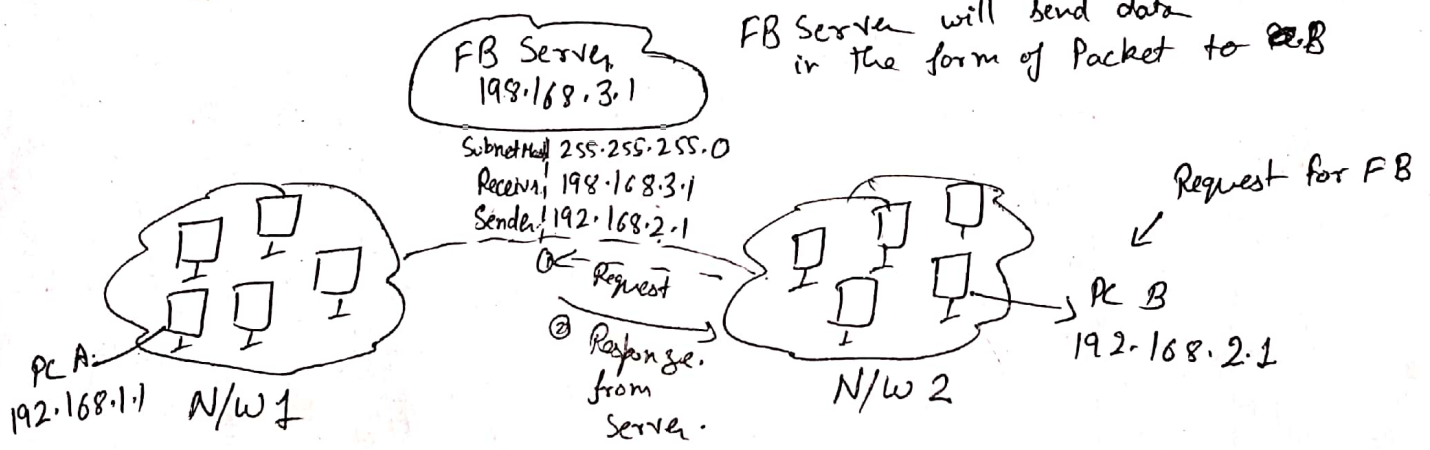 FB Server will send data
in the form of Packet to B
FB Server
198.168.3.1
Subnet Mask 255.255.255.0
Receiver 198.168.3.1
Sender 192.168.2.1
① Request
② Response.
from
Server.
Request for FB
PC B
192.168.2.1
N/W 2
PC A:
192.168.1.1
N/W 1